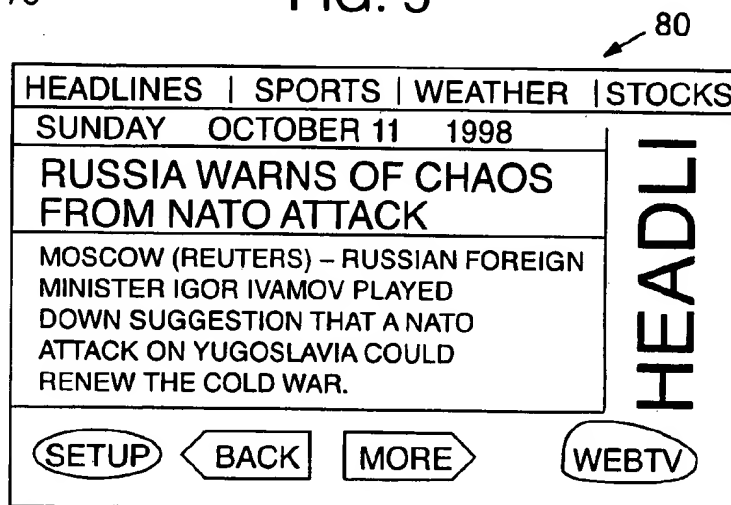 80
HEADLINES | SPORTS | WEATHER | STOCKS
SUNDAY OCTOBER 11 1998
RUSSIA WARNS OF CHAOS
FROM NATO ATTACK
MOSCOW (REUTERS) – RUSSIAN FOREIGN
MINISTER IGOR IVAMOV PLAYED
DOWN SUGGESTION THAT A NATO
ATTACK ON YUGOSLAVIA COULD
RENEW THE COLD WAR.
HEADLI
SETUP BACK MORE WEBTV